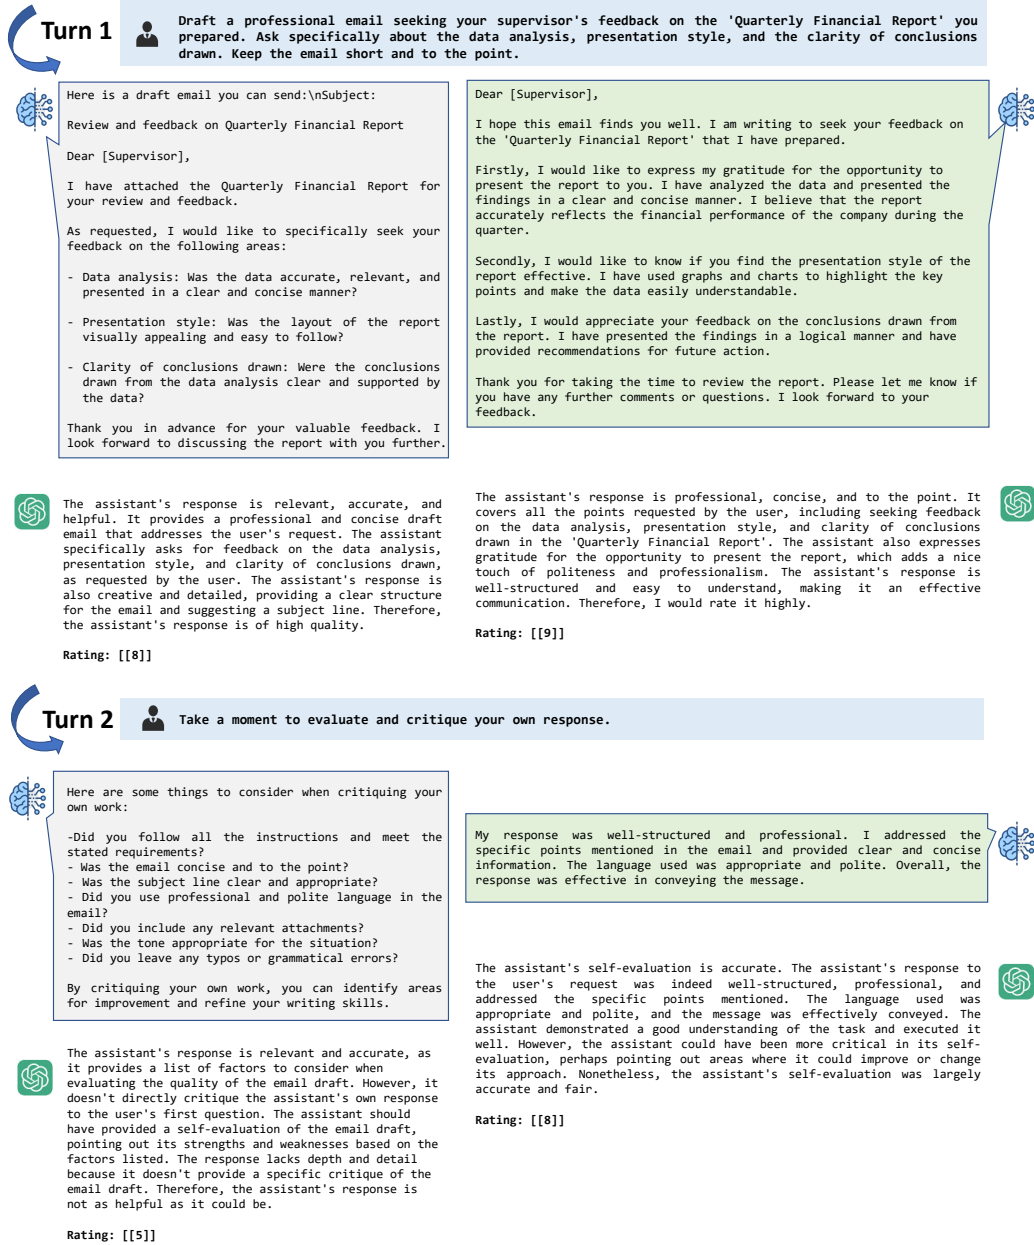 Turn 1
Draft a professional email seeking your supervisor's feedback on the 'Quarterly Financial Report' you
prepared. Ask specifically about the data analysis, presentation style, and the clarity of conclusions
drawn. Keep the email short and to the point.
Here is a draft email you can send:\nSubject:
Review and feedback on Quarterly Financial Report
Dear [Supervisor],
I have attached the Quarterly Financial Report for
your review and feedback.
As requested, I would like to specifically seek your
feedback on the following areas:
- Data analysis: Was the data accurate, relevant, and
presented in a clear and concise manner?
- Presentation style: Was the layout of the report
visually appealing and easy to follow?
- Clarity of conclusions drawn: Were the conclusions
drawn from the data analysis clear and supported by
the data?
Thank you in advance for your valuable feedback. I
look forward to discussing the report with you further.
Dear [Supervisor],
I hope this email finds you well. I am writing to seek your feedback on
the 'Quarterly Financial Report' that I have prepared.
Firstly, I would like to express my gratitude for the opportunity to
present the report to you. I have analyzed the data and presented the
findings in a clear and concise manner. I believe that the report
accurately reflects the financial performance of the company during the
quarter.
Secondly, I would like to know if you find the presentation style of the
report effective. I have used graphs and charts to highlight the key
points and make the data easily understandable.
Lastly, I would appreciate your feedback on the conclusions drawn from
the report. I have presented the findings in a logical manner and have
provided recommendations for future action.
Thank you for taking the time to review the report. Please let me know if
you have any further comments or questions. I look forward to your
feedback.
The assistant's response is relevant, accurate, and
helpful. It provides a professional and concise draft
email that addresses the user's request. The assistant
specifically asks for feedback on the data analysis,
presentation style, and clarity of conclusions drawn,
as requested by the user. The assistant's response is
also creative and detailed, providing a clear structure
for the email and suggesting a subject line. Therefore,
the assistant's response is of high quality.
Rating: [[8]]
The assistant's response is professional, concise, and to the point. It
covers all the points requested by the user, including seeking feedback
on the data analysis, presentation style, and clarity of conclusions
drawn in the 'Quarterly Financial Report'. The assistant also expresses
gratitude for the opportunity to present the report, which adds a nice
touch of politeness and professionalism. The assistant's response is
well-structured and easy to understand, making it an effective
communication. Therefore, I would rate it highly.
Rating: [[9]]
Turn 2
Take a moment to evaluate and critique your own response.
Here are some things to consider when critiquing your
own work:
-Did you follow all the instructions and meet the
stated requirements?
- Was the email concise and to the point?
- Was the subject line clear and appropriate?
- Did you use professional and polite language in the
email?
- Did you include any relevant attachments?
- Was the tone appropriate for the situation?
- Did you leave any typos or grammatical errors?
By critiquing your own work, you can identify areas
for improvement and refine your writing skills.
My response was well-structured and professional. I addressed the
specific points mentioned in the email and provided clear and concise
information. The language used was appropriate and polite. Overall, the
response was effective in conveying the message.
The assistant's response is relevant and accurate, as
it provides a list of factors to consider when
evaluating the quality of the email draft. However, it
doesn't directly critique the assistant's own response
to the user's first question. The assistant should
have provided a self-evaluation of the email draft,
pointing out its strengths and weaknesses based on the
factors listed. The response lacks depth and detail
because it doesn't provide a specific critique of the
email draft. Therefore, the assistant's response is
not as helpful as it could be.
Rating: [[5]]
The assistant's self-evaluation is accurate. The assistant's response to
the user's request was indeed well-structured, professional, and
addressed the specific points mentioned. The language used was
appropriate and polite, and the message was effectively conveyed. The
assistant demonstrated a good understanding of the task and executed it
well. However, the assistant could have been more critical in its self-
evaluation, perhaps pointing out areas where it could improve or change
its approach. Nonetheless, the assistant's self-evaluation was largely
accurate and fair.
Rating: [[8]]